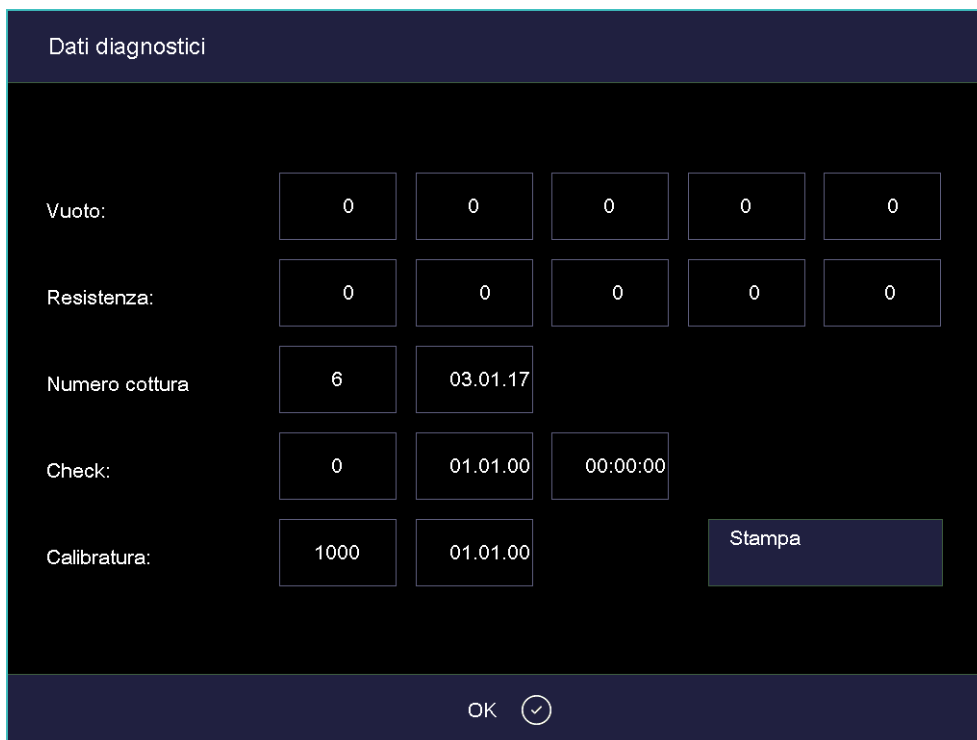 Dati diagnostici
Vuoto: 0 0 0 0 0
Resistenza: 0 0 0 0 0
Numero cottura 6 03.01.17
Check: 0 01.01.00 00:00:00
Calibratura: 1000 01.01.00 Stampa
OK